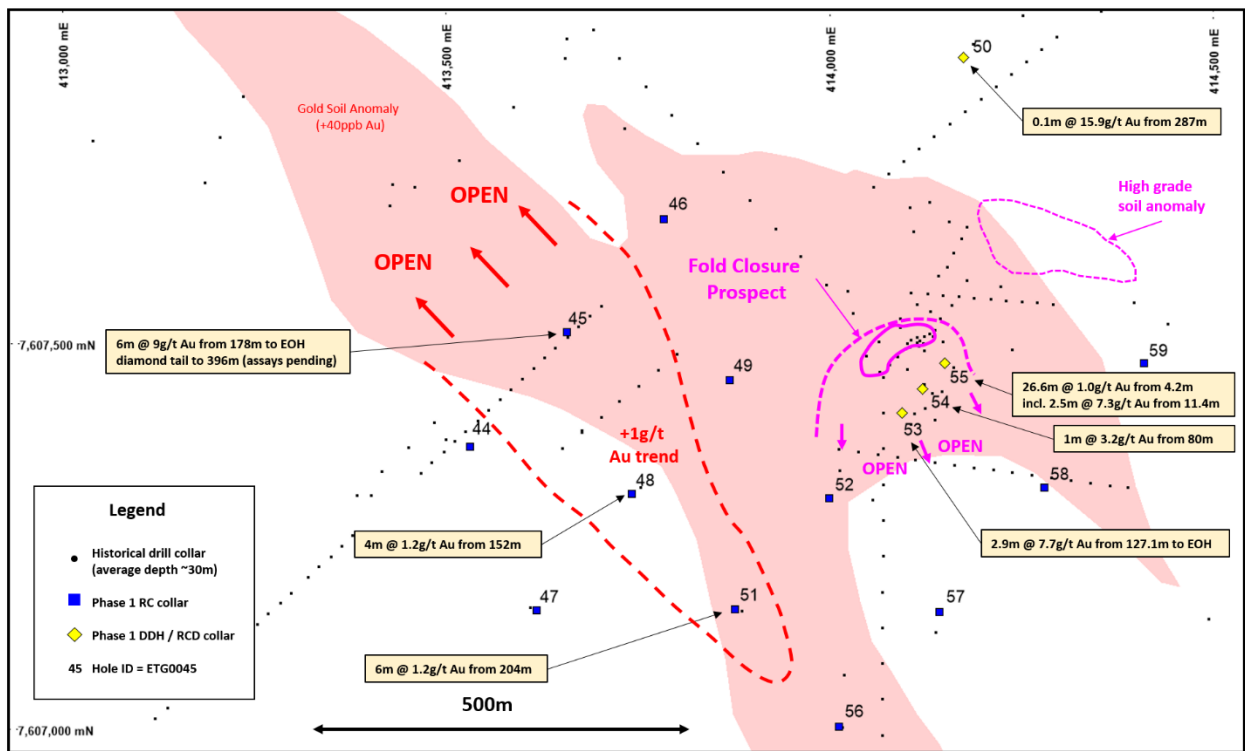 413,000 mE
413,500 mE
414,000 mE
414,500 mE
50
Gold Soil Anomaly
(+40ppb Au)
0.1m @ 15.9g/t Au from 287m
OPEN
46
High grade
soil anomaly
OPEN
Fold Closure
Prospect
45
6m @ 9g/t Au from 178m to EOH
diamond tail to 396m (assays pending)
7,607,500 mN
49
59
55
26.6m @ 1.0g/t Au from 4.2m
incl. 2.5m @ 7.3g/t Au from 11.4m
54
1m @ 3.2g/t Au from 80m
53
44
+1g/t
Au trend
OPEN
OPEN
48
52
58
Legend
Historical drill collar
(average depth ~30m)
Phase 1 RC collar
Phase 1 DDH / RCD collar
45 Hole ID = ETG0045
4m @ 1.2g/t Au from 152m
2.9m @ 7.7g/t Au from 127.1m to EOH
47
51
57
6m @ 1.2g/t Au from 204m
500m
56
7,607,000 mN